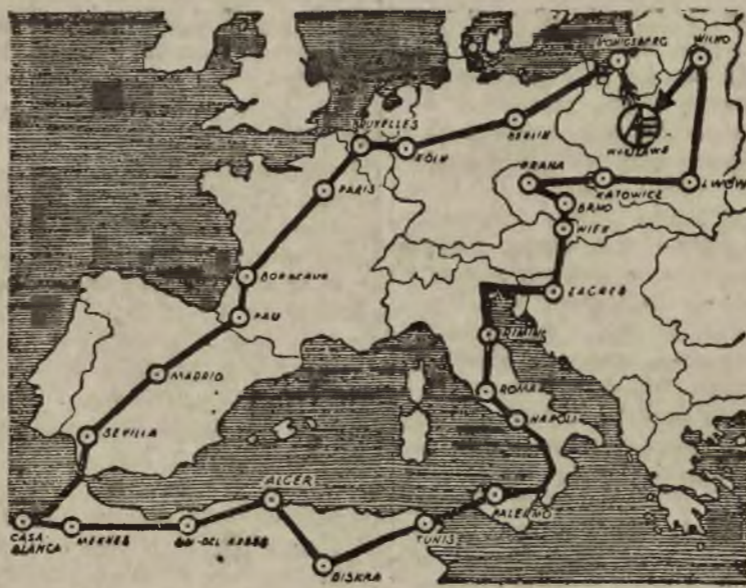 KÖNIGSBERG
WILNO
BRUXELLES
KÖLN
BERLIN
WARSZAWA
PRAHA
KATOWICE
LWÓW
PARIS
BRNO
WIEN
BORDEAUX
ZAGREB
PAU
RIMINI
MADRID
ROMA
NAPOLI
SEVILLA
ALGER
PALERMO
CASA-
BLANCA
MEKNES
TUNIS
BISKRA